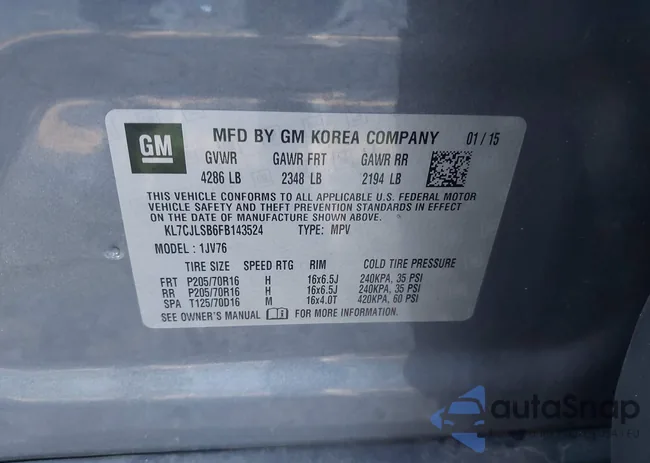 GM
MFD BY GM KOREA COMPANY 01/15
GVWR GAWR FRT GAWR RR
4286 LB 2348 LB 2194 LB
THIS VEHICLE CONFORMS TO ALL APPLICABLE U.S. FEDERAL MOTOR
VEHICLE SAFETY AND THEFT PREVENTION STANDARDS IN EFFECT
ON THE DATE OF MANUFACTURE SHOWN ABOVE.
KL7CJLSB6FB143524 TYPE: MPV
MODEL : 1JV76
TIRE SIZE SPEED RTG RIM COLD TIRE PRESSURE
FRT P205/70R16 H 16x6.5J 240KPA, 35 PSI
RR P205/70R16 H 16x6.5J 240KPA, 35 PSI
SPA T125/70D16 M 16x4.0T 420KPA, 60 PSI
SEE OWNER'S MANUAL FOR MORE INFORMATION.
autaSnap